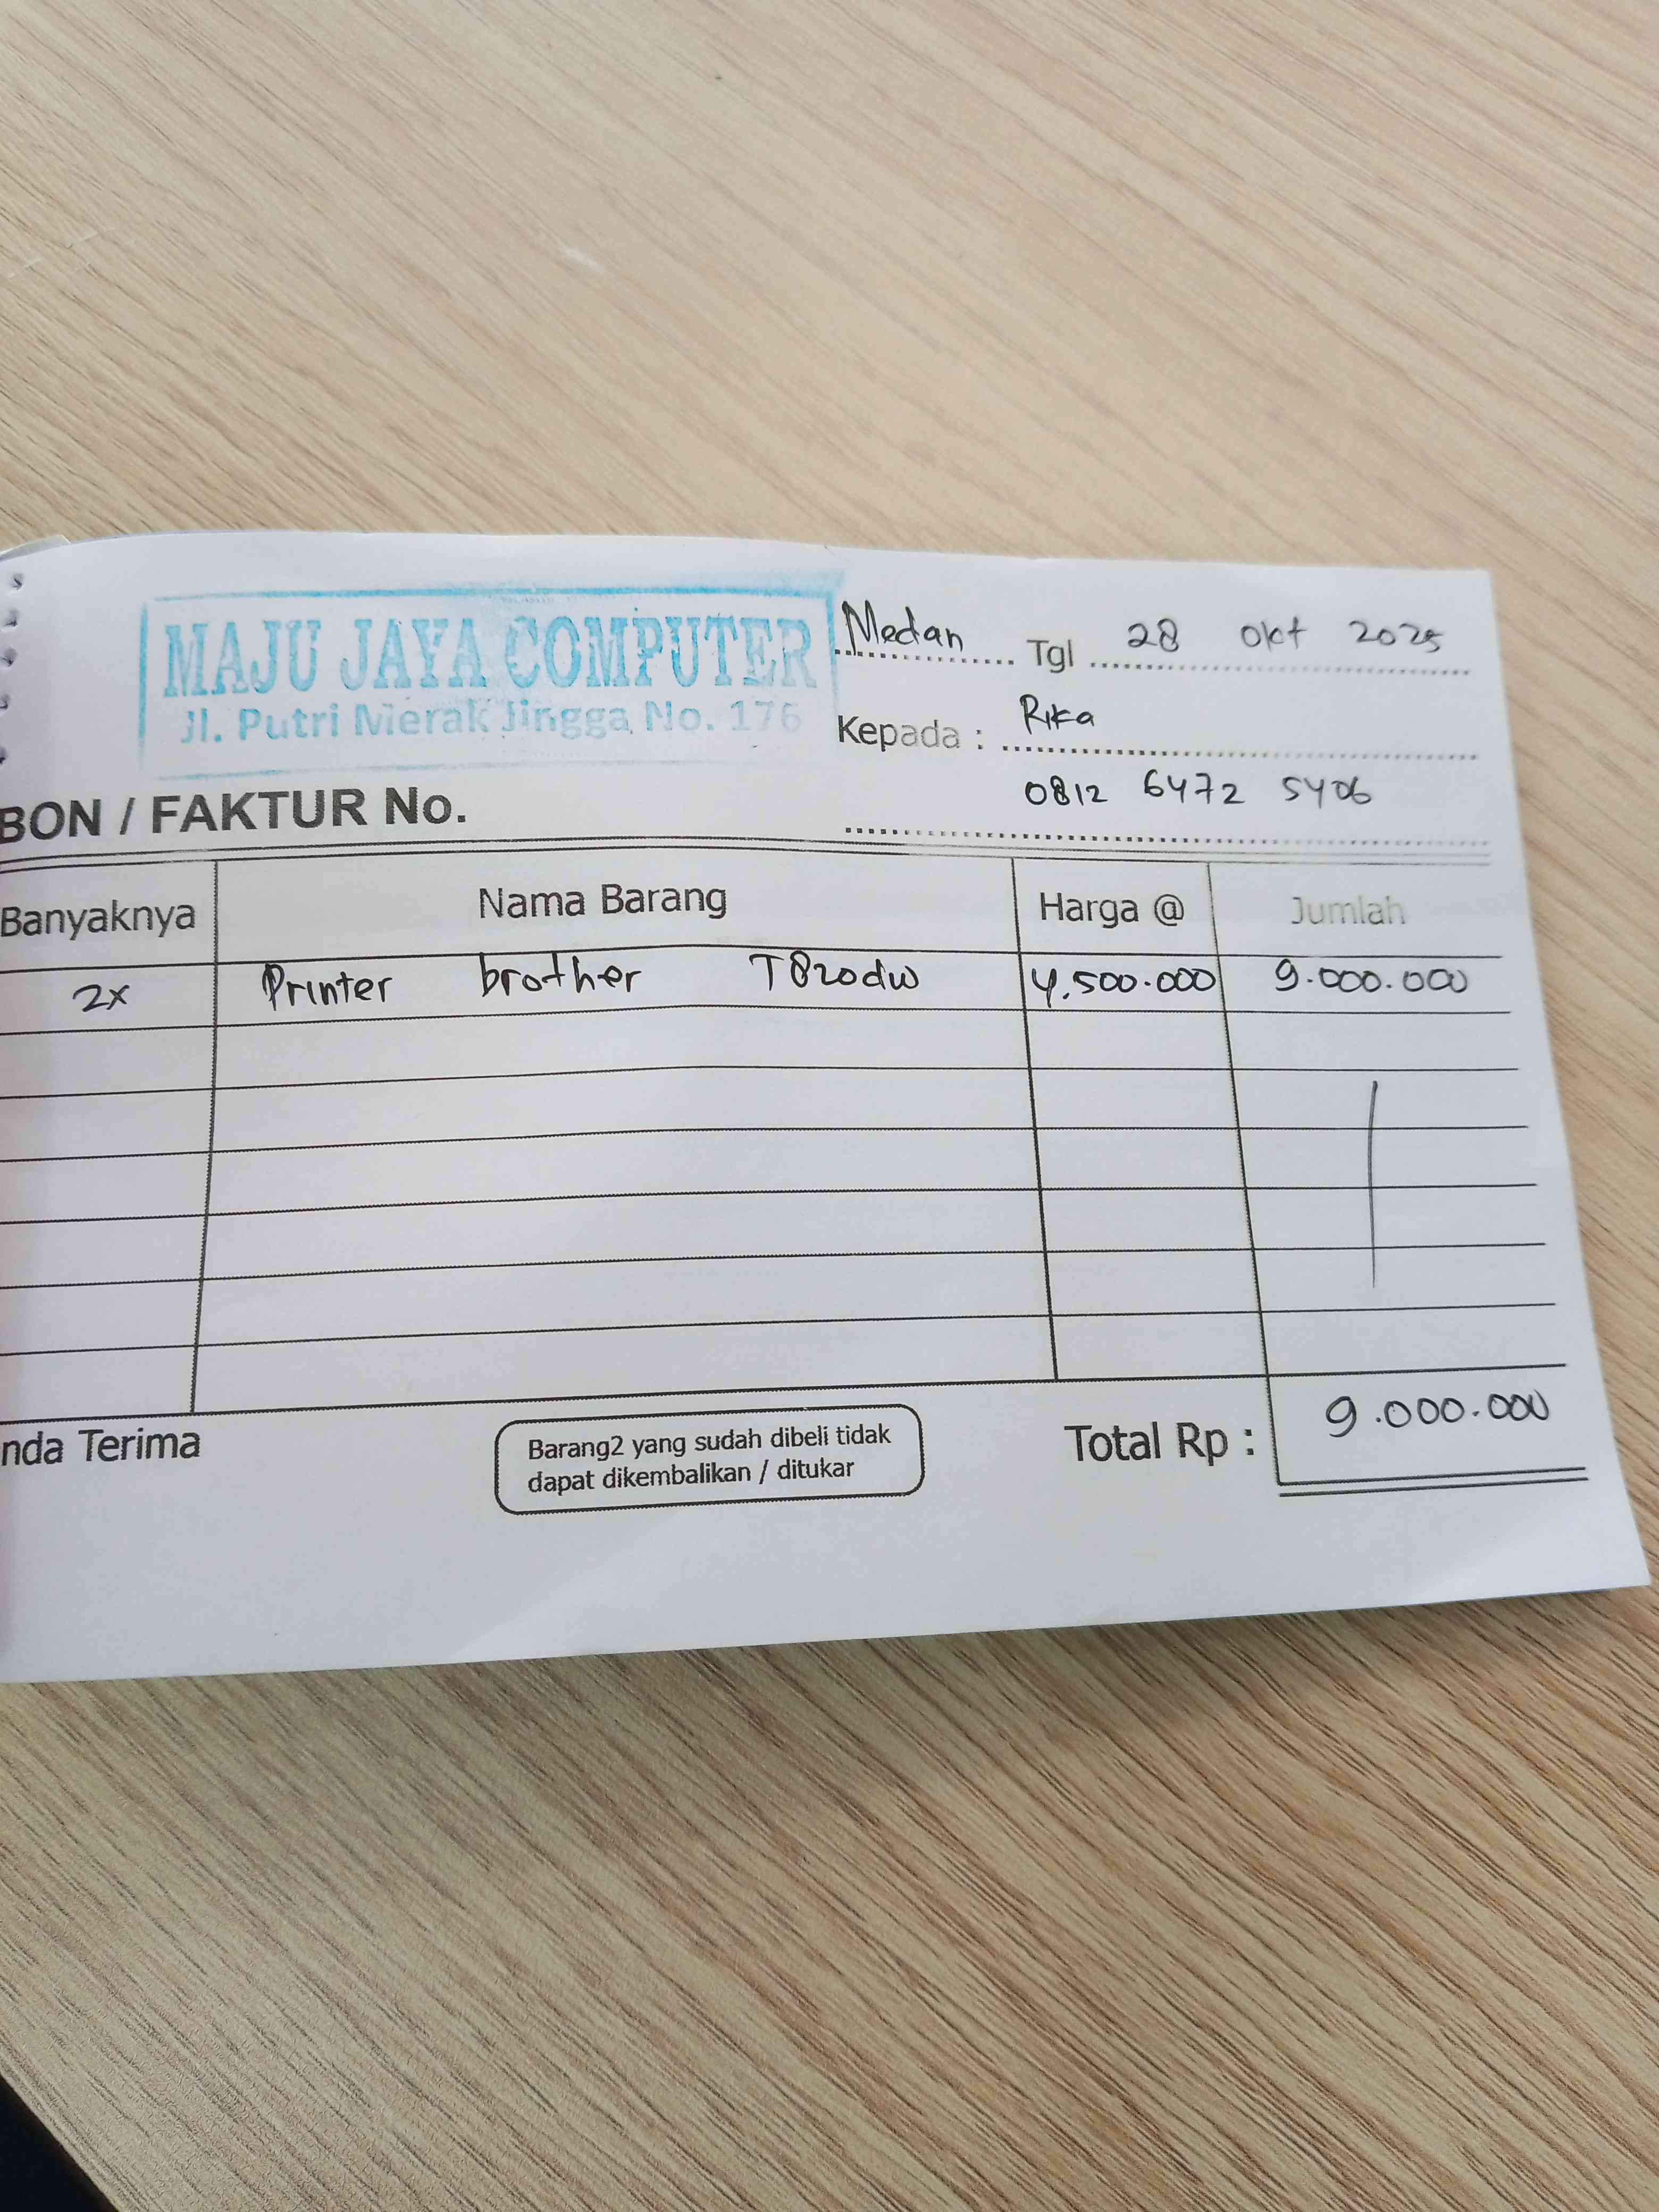 MAJU JAYA COMPUTER
Jl. Putri Merak Jingga No. 176
Medan Tgl 28 Okt 2025
Kepada : Rika
0812 6472 5406
BON / FAKTUR No.
Banyaknya Nama Barang Harga @ Jumlah
2x Printer brother T820dw 4.500.000 9.000.000
nda Terima
Barang2 yang sudah dibeli tidak
dapat dikembalikan / ditukar
Total Rp : 9.000.000